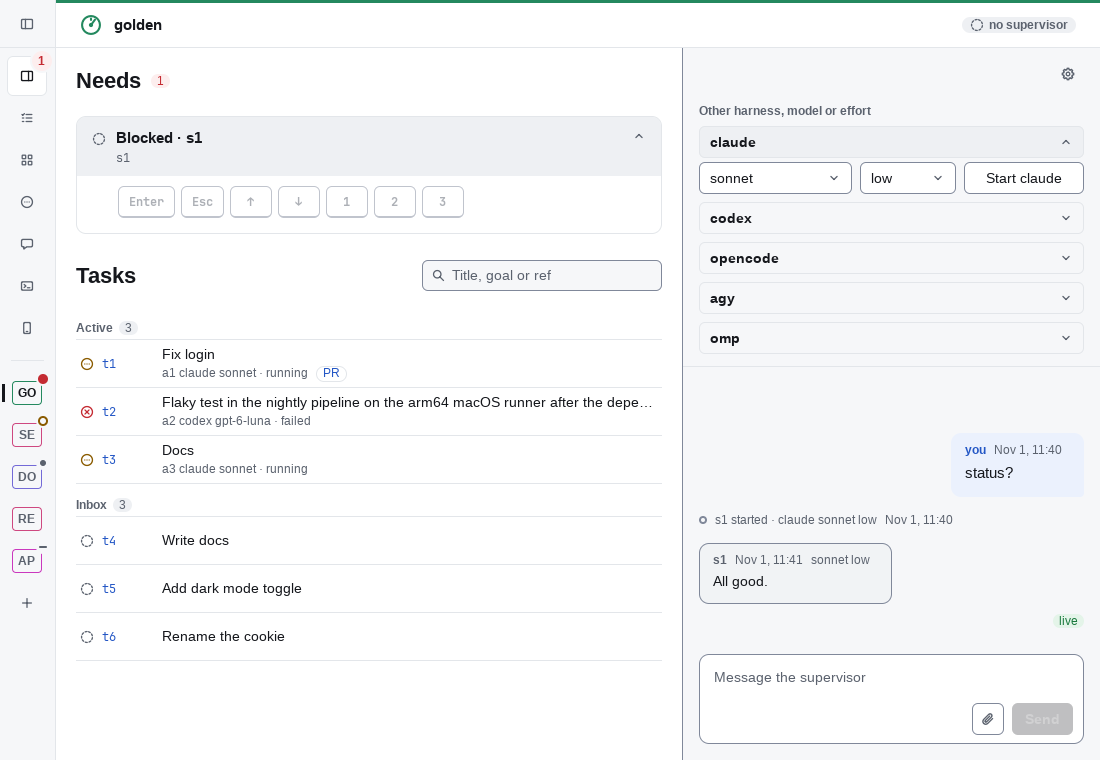 golden
no supervisor
1
Needs 1
Blocked · s1
s1
Enter Esc ↑ ↓ 1 2 3
Tasks
Title, goal or ref
Active 3
t1 Fix login
a1 claude sonnet · running PR
t2 Flaky test in the nightly pipeline on the arm64 macOS runner after the depe…
a2 codex gpt-6-luna · failed
t3 Docs
a3 claude sonnet · running
Inbox 3
t4 Write docs
t5 Add dark mode toggle
t6 Rename the cookie
GO
SE
DO
RE
AP
Other harness, model or effort
claude
sonnet low Start claude
codex
opencode
agy
omp
you Nov 1, 11:40
status?
s1 started · claude sonnet low Nov 1, 11:40
s1 Nov 1, 11:41 sonnet low
All good.
live
Message the supervisor
Send